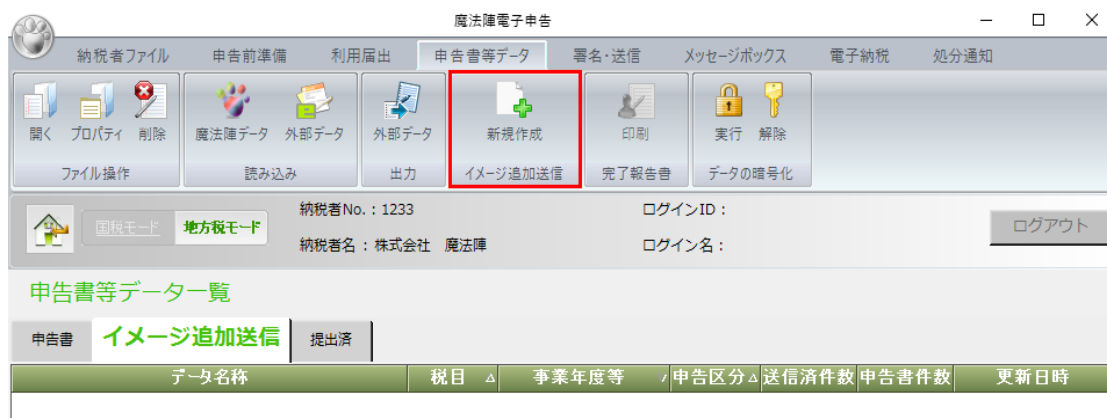 魔法陣電子申告
納税者ファイル 申告前準備 利用届出 申告書等データ 署名・送信 メッセージボックス 電子納税 処分通知
開く プロパティ 削除 魔法陣データ 外部データ 外部データ 新規作成 印刷 実行 解除
ファイル操作 読み込み 出力 イメージ追加送信 完了報告書 データの暗号化
納税者No.：1233 ログインID：
国税モード 地方税モード ログアウト
納税者名：株式会社 魔法陣 ログイン名：
申告書等データ一覧
申告書 イメージ追加送信 提出済
データ名称 税目 事業年度等 申告区分 送信済件数 申告書件数 更新日時